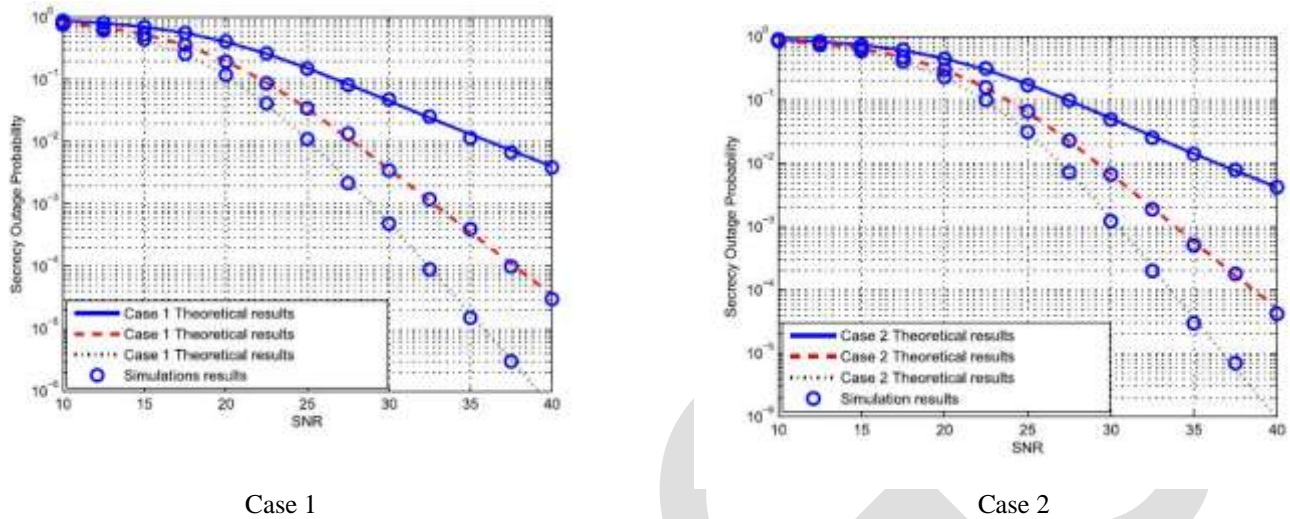 10^0
10^-1
10^-2
10^-3
10^-4
10^-5
10^-6
Secrecy Outage Probability
Case 1 Theoretical results
Case 1 Theoretical results
Case 1 Theoretical results
Simulations results
10 15 20 25 30 35 40
SNR
10^0
10^-1
10^-2
10^-3
10^-4
10^-5
10^-6
Secrecy Outage Probability
Case 2 Theoretical results
Case 2 Theoretical results
Case 2 Theoretical results
Simulation results
10 15 20 25 30 35 40
SNR
Case 1
Case 2